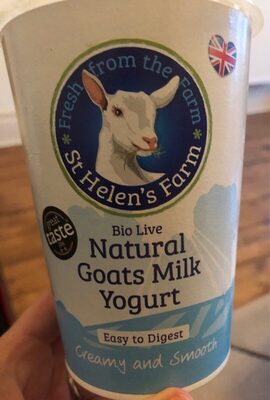 Fresh from the Farm
St Helen's Farm
great
taste
Bio Live
Natural
Goats Milk
Yogurt
Easy to Digest
Creamy and Smooth